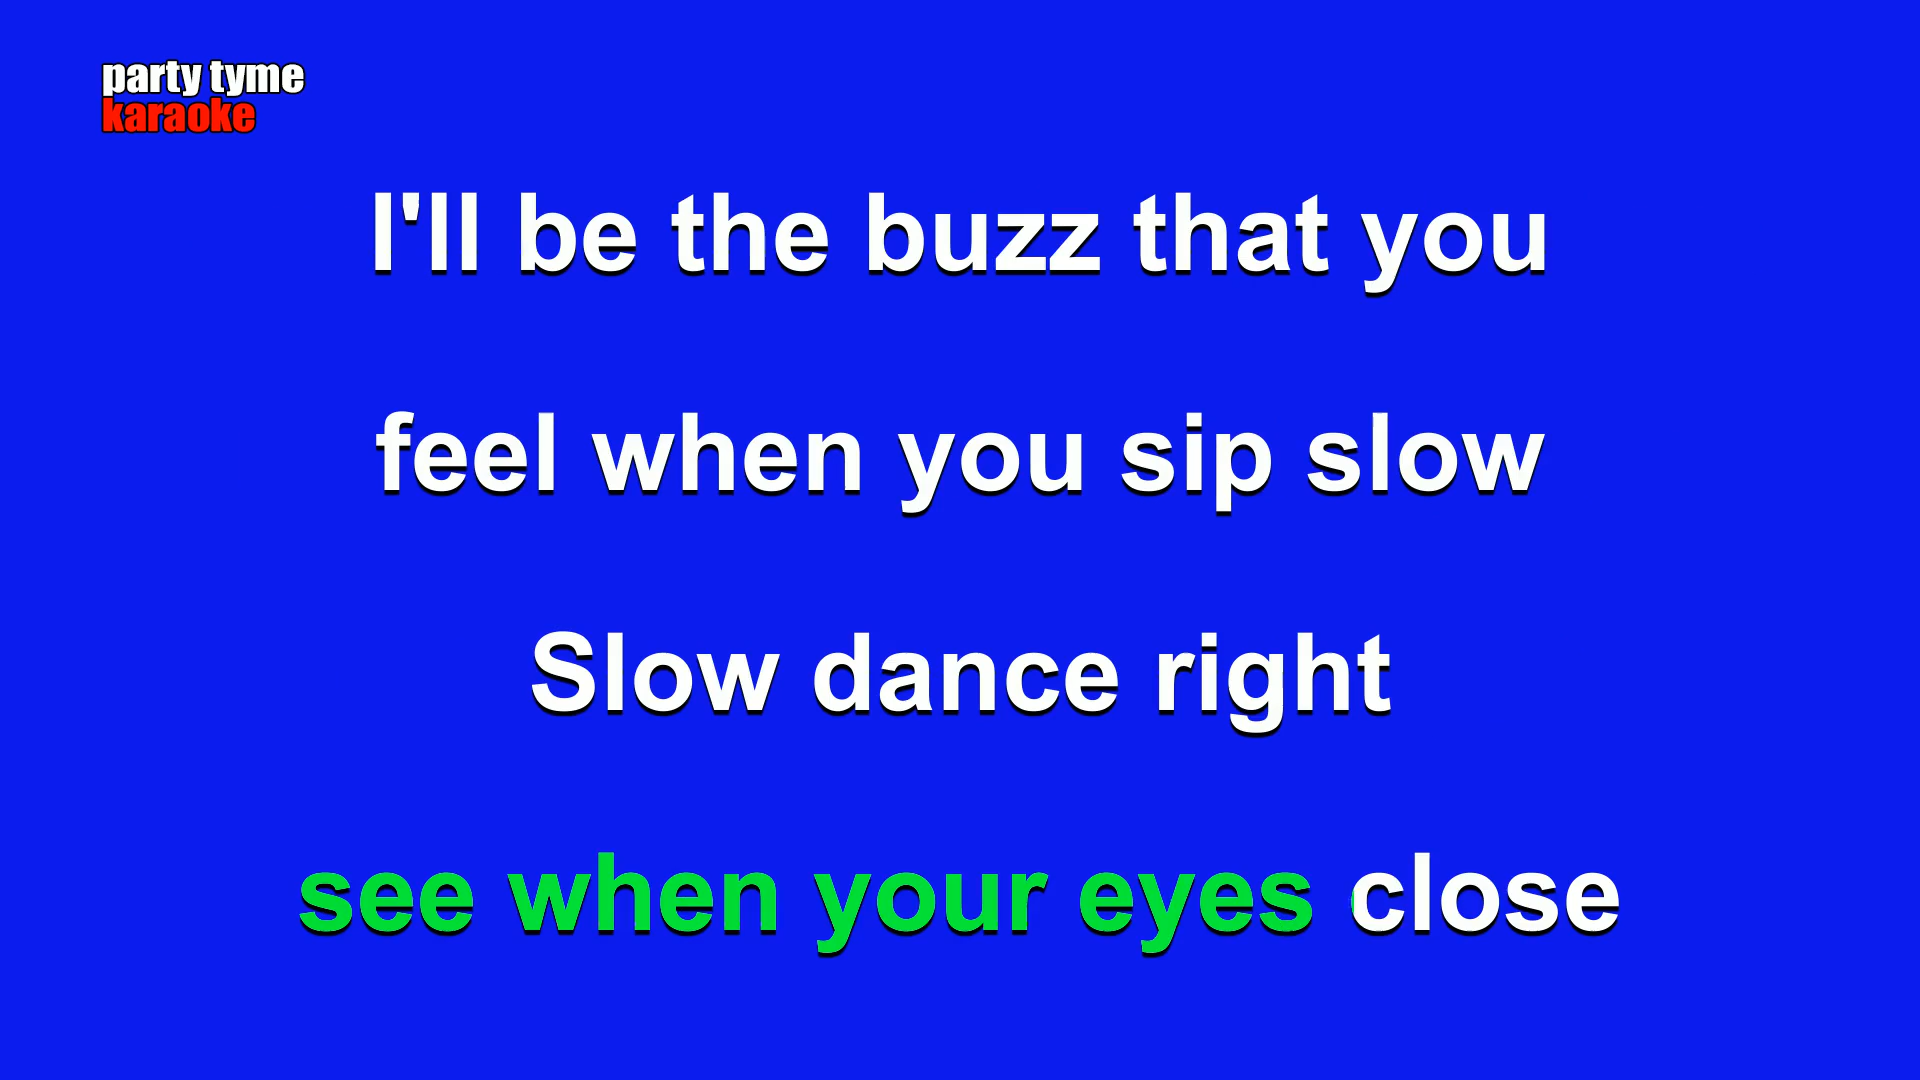 party tyme
karaoke
I'll be the buzz that you
feel when you sip slow
Slow dance right
see when your eyes close